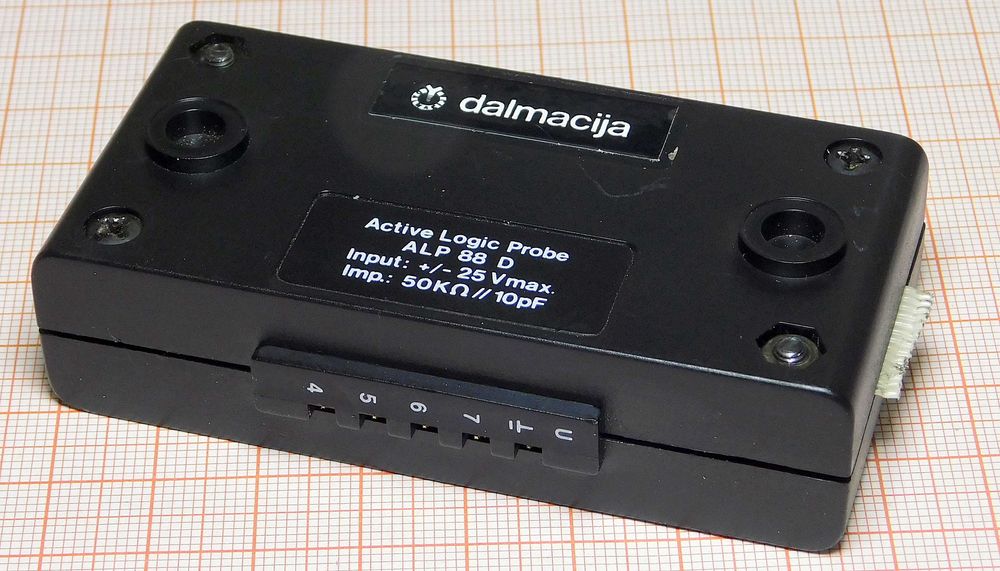 dalmacija
Active Logic Probe
ALP 88 D
Input: +/- 25 Vmax.
Imp.: 50KΩ // 10pF
4 5 6 7 U